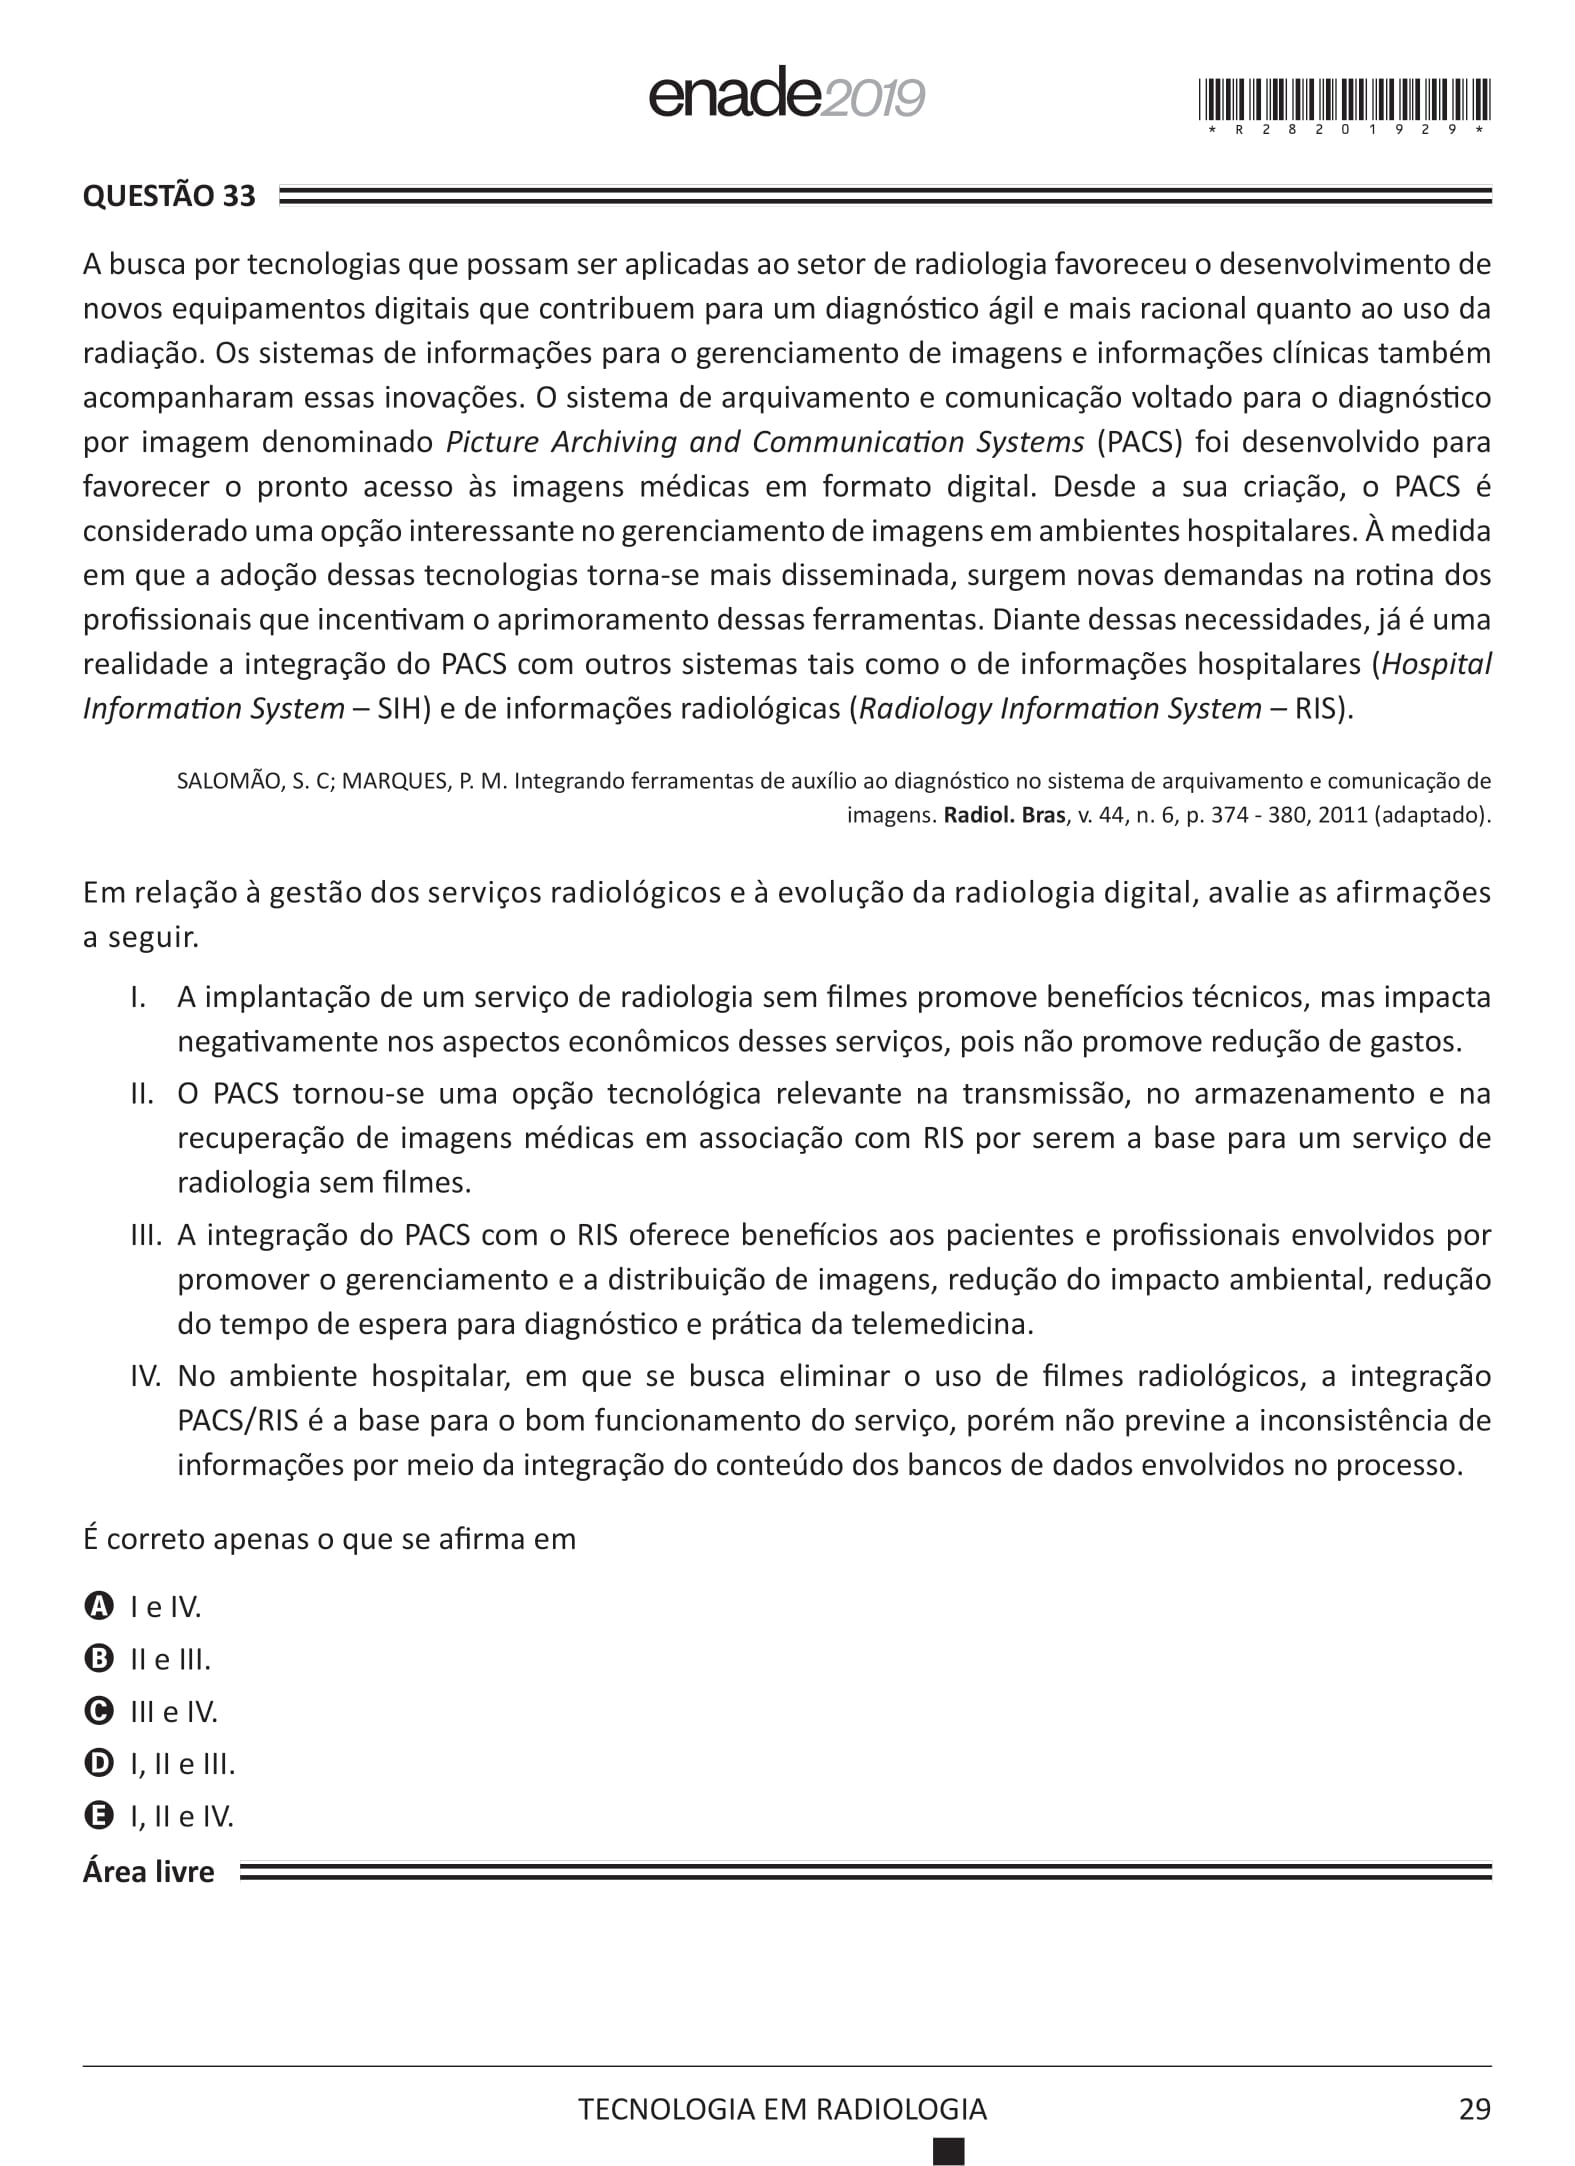 enade2019
*R28201929*
QUESTÃO 33
A busca por tecnologias que possam ser aplicadas ao setor de radiologia favoreceu o desenvolvimento de
novos equipamentos digitais que contribuem para um diagnóstico ágil e mais racional quanto ao uso da
radiação. Os sistemas de informações para o gerenciamento de imagens e informações clínicas também
acompanharam essas inovações. O sistema de arquivamento e comunicação voltado para o diagnóstico
por imagem denominado Picture Archiving and Communication Systems (PACS) foi desenvolvido para
favorecer o pronto acesso às imagens médicas em formato digital. Desde a sua criação, o PACS é
considerado uma opção interessante no gerenciamento de imagens em ambientes hospitalares. À medida
em que a adoção dessas tecnologias torna-se mais disseminada, surgem novas demandas na rotina dos
profissionais que incentivam o aprimoramento dessas ferramentas. Diante dessas necessidades, já é uma
realidade a integração do PACS com outros sistemas tais como o de informações hospitalares (Hospital
Information System – SIH) e de informações radiológicas (Radiology Information System – RIS).
SALOMÃO, S. C; MARQUES, P. M. Integrando ferramentas de auxílio ao diagnóstico no sistema de arquivamento e comunicação de
imagens. Radiol. Bras, v. 44, n. 6, p. 374 - 380, 2011 (adaptado).
Em relação à gestão dos serviços radiológicos e à evolução da radiologia digital, avalie as afirmações
a seguir.
I. A implantação de um serviço de radiologia sem filmes promove benefícios técnicos, mas impacta
negativamente nos aspectos econômicos desses serviços, pois não promove redução de gastos.
II. O PACS tornou-se uma opção tecnológica relevante na transmissão, no armazenamento e na
recuperação de imagens médicas em associação com RIS por serem a base para um serviço de
radiologia sem filmes.
III. A integração do PACS com o RIS oferece benefícios aos pacientes e profissionais envolvidos por
promover o gerenciamento e a distribuição de imagens, redução do impacto ambiental, redução
do tempo de espera para diagnóstico e prática da telemedicina.
IV. No ambiente hospitalar, em que se busca eliminar o uso de filmes radiológicos, a integração
PACS/RIS é a base para o bom funcionamento do serviço, porém não previne a inconsistência de
informações por meio da integração do conteúdo dos bancos de dados envolvidos no processo.
É correto apenas o que se afirma em
A I e IV.
B II e III.
C III e IV.
D I, II e III.
E I, II e IV.
Área livre
TECNOLOGIA EM RADIOLOGIA
29